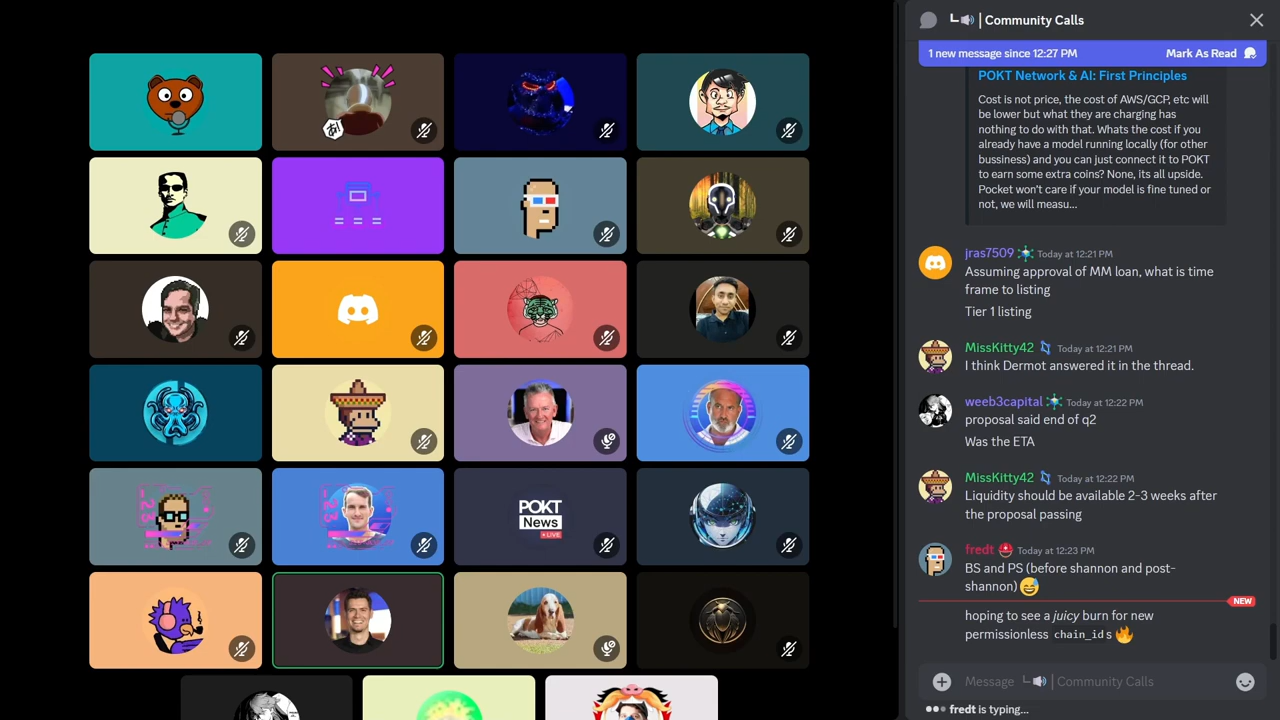 Community Calls
1 new message since 12:27 PM
Mark As Read
POKT Network & AI: First Principles
Cost is not price, the cost of AWS/GCP, etc will
be lower but what they are charging has
nothing to do with that. Whats the cost if you
already have a model running locally (for other
bussiness) and you can just connect it to POKT
to earn some extra coins? None, its all upside.
Pocket won't care if your model is fine tuned or
not, we will measu...
jras7509 Today at 12:21 PM
Assuming approval of MM loan, what is time
frame to listing
Tier 1 listing
MissKitty42 Today at 12:21 PM
I think Dermot answered it in the thread.
weeb3capital Today at 12:22 PM
proposal said end of q2
Was the ETA
MissKitty42 Today at 12:22 PM
Liquidity should be available 2-3 weeks after
the proposal passing
fredt Today at 12:23 PM
BS and PS (before shannon and post-
shannon)
NEW
hoping to see a juicy burn for new
permissionless chain_id s
Message Community Calls
fredt is typing...
POKT
News
LIVE